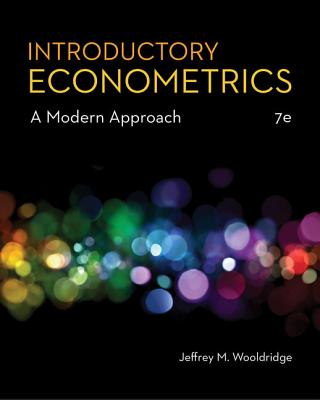 INTRODUCTORY
ECONOMETRICS
A Modern Approach 7e
Jeffrey M. Wooldridge